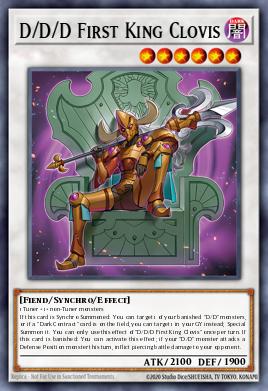 D/D/D First King Clovis
DARK
闇
[Fiend/Synchro/Effect]
1 Tuner + 1+ non-Tuner monsters
If this card is Synchro Summoned: You can target 1 of your banished "D/D" monsters,
or if a "Dark Contract" card is on the field, you can target 1 in your GY instead; Special
Summon it. You can only use this effect of "D/D/D First King Clovis" once per turn. If
this card is banished: You can activate this effect; if your "D/D" monster attacks a
Defense Position monster this turn, inflict piercing battle damage to your opponent.
ATK/2100 DEF/1900
Replica - Not For Use in Sanctioned Tournaments
©2020 Studio Dice/SHUEISHA, TV TOKYO, KONAMI